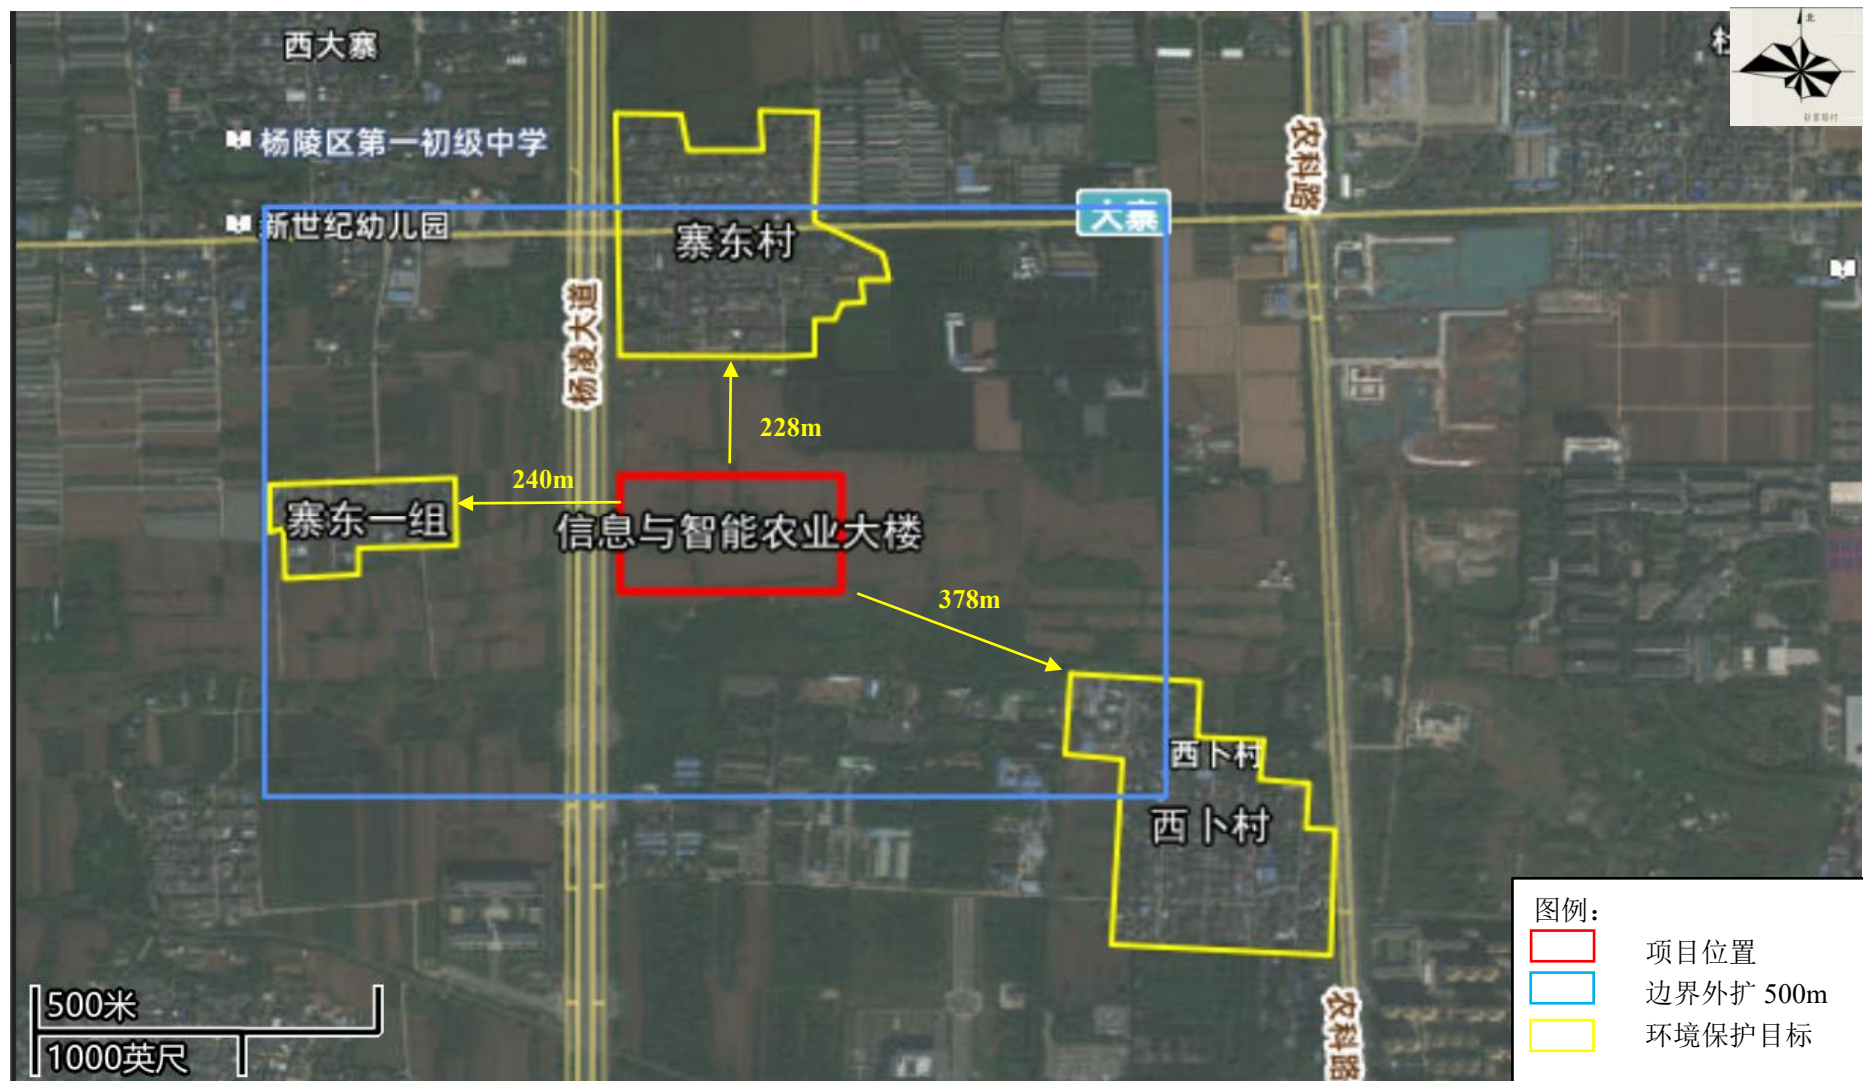 西大寨
北
杨陵区第一初级中学
农科路
新世纪幼儿园
大寨
寨东村
杨凌大道
228m
240m
寨东一组
信息与智能农业大楼
378m
西卜村
西卜村
图例：
项目位置
边界外扩 500m
环境保护目标
农科路
500米
1000英尺